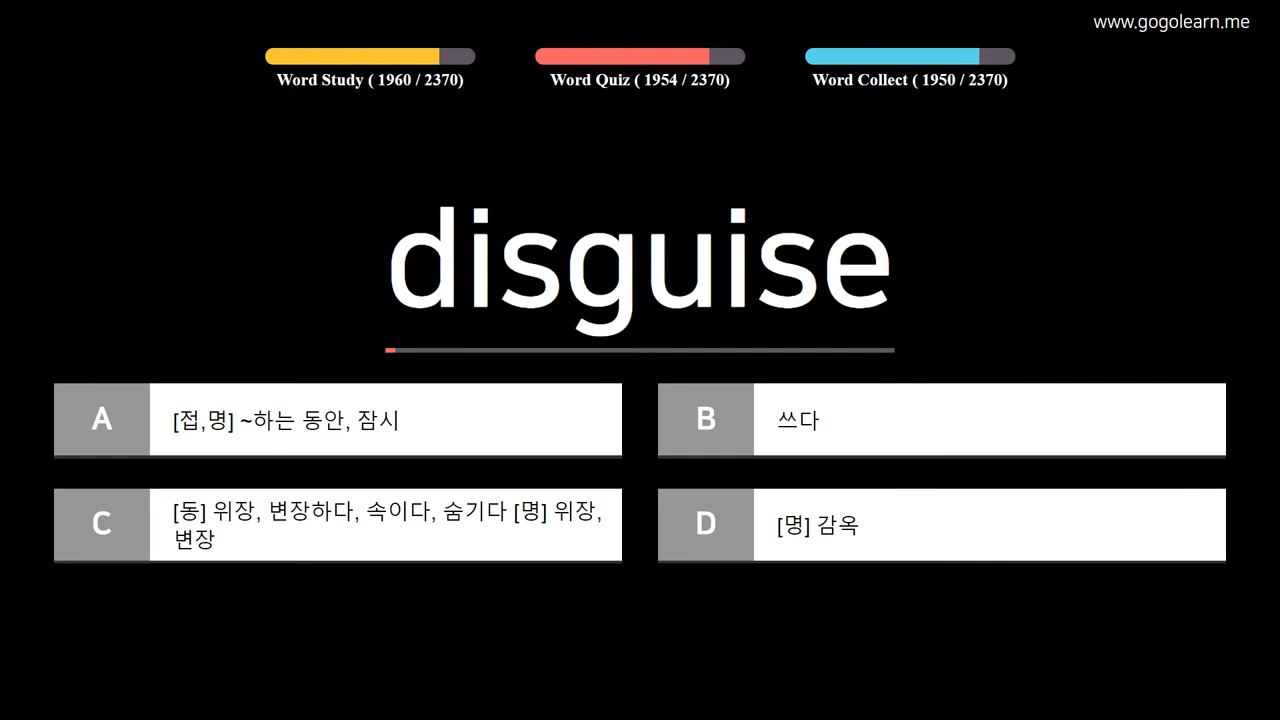 www.gogolearn.me
Word Study ( 1960 / 2370)
Word Quiz ( 1954 / 2370)
Word Collect ( 1950 / 2370)
disguise
A
[접,명] ~하는 동안, 잠시
B
쓰다
C
[동] 위장, 변장하다, 속이다, 숨기다 [명] 위장,
변장
D
[명] 감옥